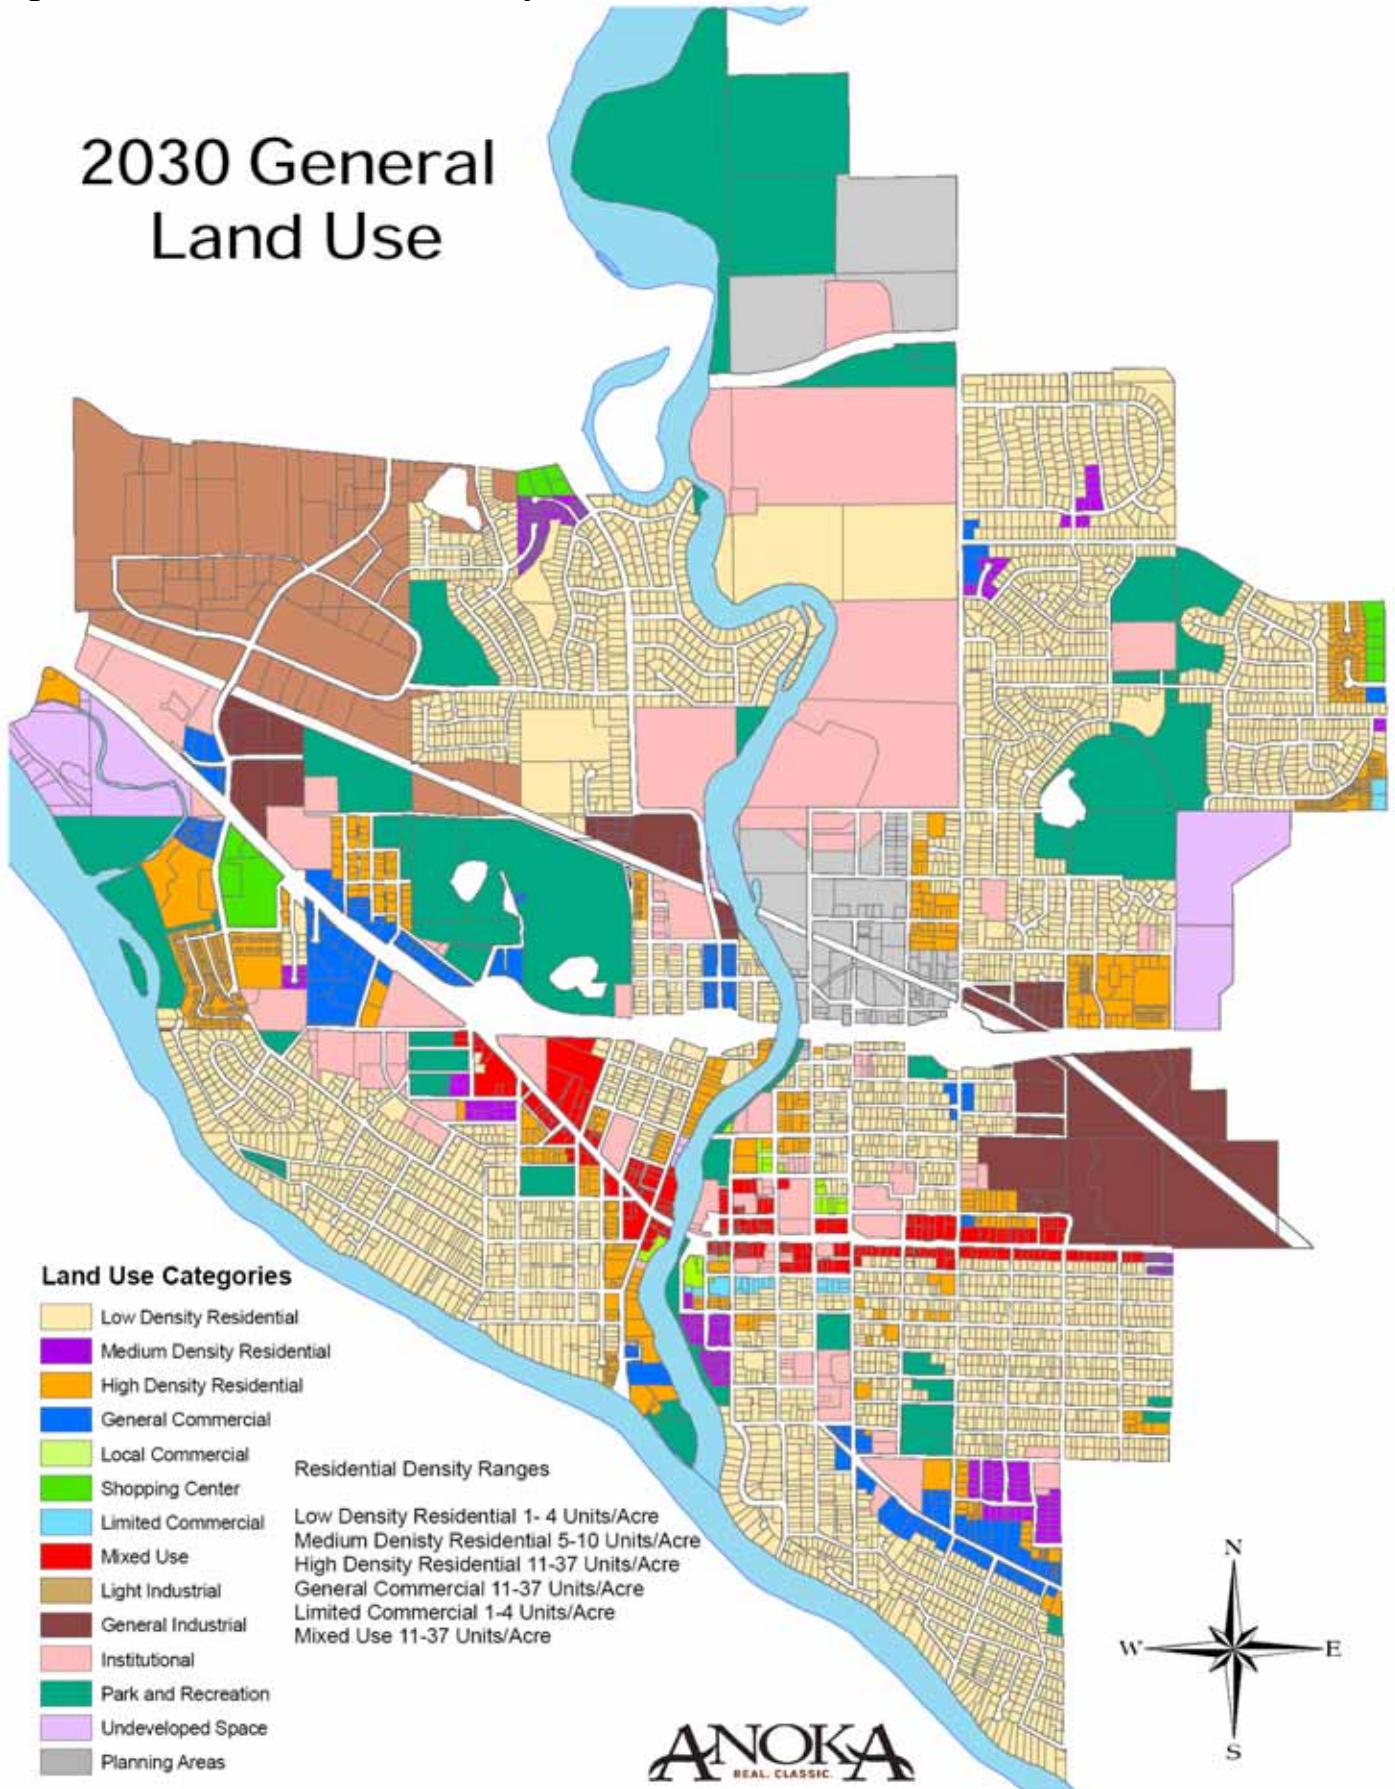 2030 General
Land Use
Land Use Categories
Low Density Residential
Medium Density Residential
High Density Residential
General Commercial
Local Commercial
Shopping Center
Limited Commercial
Mixed Use
Light Industrial
General Industrial
Institutional
Park and Recreation
Undeveloped Space
Planning Areas
Residential Density Ranges
Low Density Residential 1- 4 Units/Acre
Medium Denisty Residential 5-10 Units/Acre
High Density Residential 11-37 Units/Acre
General Commercial 11-37 Units/Acre
Limited Commercial 1-4 Units/Acre
Mixed Use 11-37 Units/Acre
N
W E
S
ANOKA
REAL. CLASSIC.